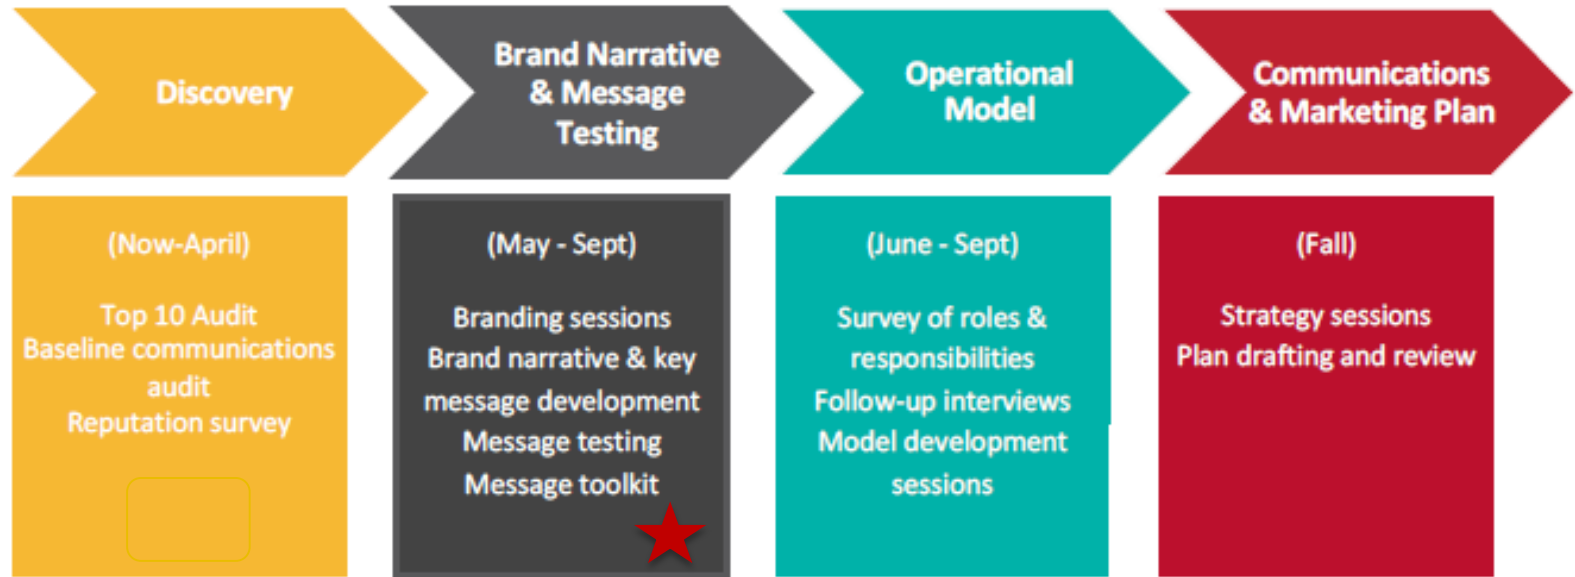 Discovery
Brand Narrative
& Message
Testing
Operational
Model
Communications
& Marketing Plan
(Now-April)
Top 10 Audit
Baseline communications
audit
Reputation survey
(May - Sept)
Branding sessions
Brand narrative & key
message development
Message testing
Message toolkit
(June - Sept)
Survey of roles &
responsibilities
Follow-up interviews
Model development
sessions
(Fall)
Strategy sessions
Plan drafting and review